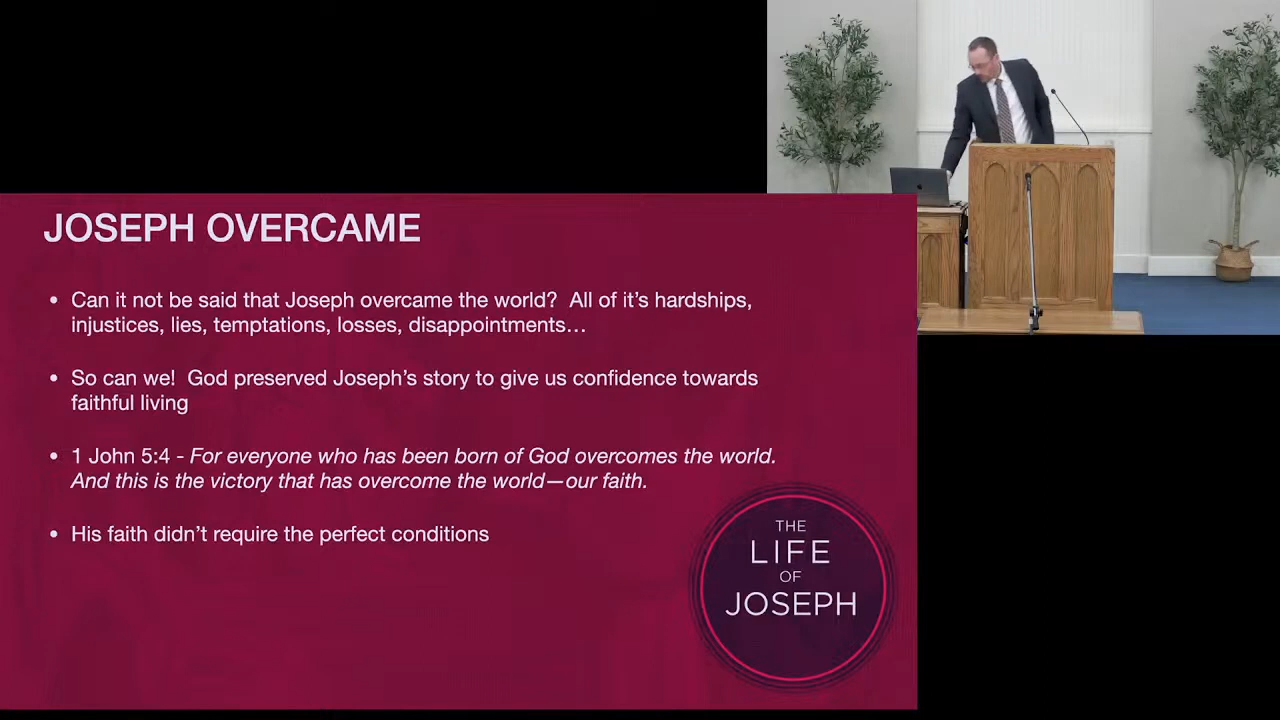 JOSEPH OVERCAME
• Can it not be said that Joseph overcame the world?  All of it's hardships,
injustices, lies, temptations, losses, disappointments…
• So can we!  God preserved Joseph's story to give us confidence towards
faithful living
• 1 John 5:4 - For everyone who has been born of God overcomes the world.
And this is the victory that has overcome the world—our faith.
• His faith didn't require the perfect conditions
THE
LIFE
OF
JOSEPH